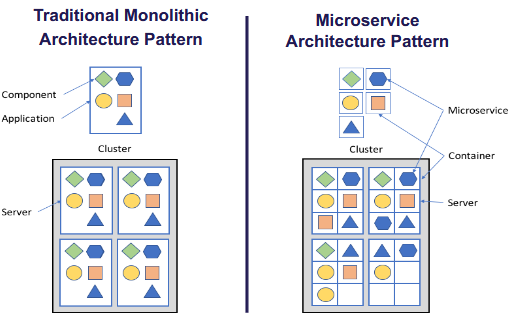 Traditional Monolithic
Architecture Pattern
Component
Application
Cluster
Server
Microservice
Architecture Pattern
Microservice
Container
Cluster
Server